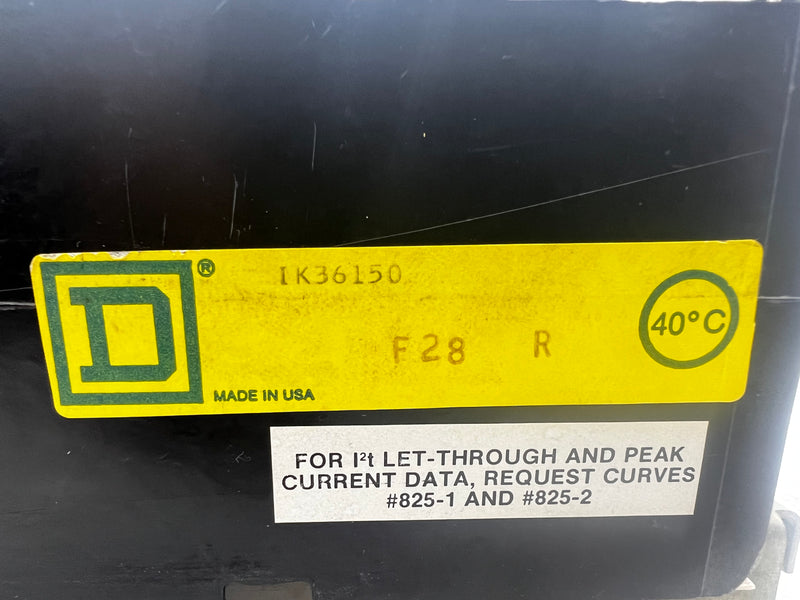 D®
IK36150
F28 R
40°C
MADE IN USA
FOR I²t LET-THROUGH AND PEAK
CURRENT DATA, REQUEST CURVES
#825-1 AND #825-2